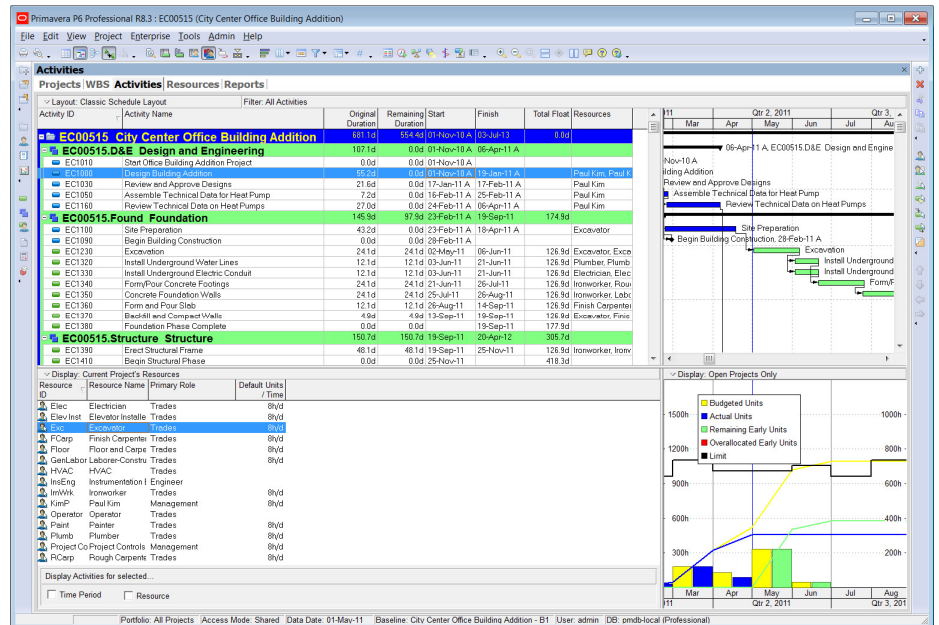 Primavera P6 Professional R8.3 : EC00515 (City Center Office Building Addition)
File Edit View Project Enterprise Tools Admin Help
Activities
Projects WBS Activities Resources Reports
Layout: Classic Schedule Layout Filter: All Activities
Activity ID Activity Name Original Duration Remaining Duration Start Finish Total Float Resources
EC00515 City Center Office Building Addition 681.1d 554.4d 01-Nov-10 A 03-Jul-13 0.0d
EC00515.D&E Design and Engineering 107.1d 0.0d 01-Nov-10 A 06-Apr-11 A
EC1010 Start Office Building Addition Project 0.0d 0.0d 01-Nov-10 A
EC1000 Design Building Addition 55.2d 0.0d 01-Nov-10 A 19-Jan-11 A Paul Kim, Paul K
EC1030 Review and Approve Designs 21.6d 0.0d 17-Jan-11 A 17-Feb-11 A Paul Kim
EC1050 Assemble Technical Data for Heat Pump 7.2d 0.0d 16-Feb-11 A 25-Feb-11 A Paul Kim
EC1160 Review Technical Data on Heat Pumps 27.0d 0.0d 24-Feb-11 A 06-Apr-11 A Paul Kim
EC00515.Found Foundation 145.9d 97.9d 23-Feb-11 A 19-Sep-11 174.9d
EC1100 Site Preparation 43.2d 0.0d 23-Feb-11 A 18-Apr-11 A Excavator
EC1090 Begin Building Construction 0.0d 0.0d 28-Feb-11 A
EC1230 Excavation 24.1d 24.1d 02-May-11 06-Jun-11 126.9d Excavator, Exca
EC1320 Install Underground Water Lines 12.1d 12.1d 03-Jun-11 21-Jun-11 126.9d Plumber, Plumb
EC1330 Install Underground Electric Conduit 12.1d 12.1d 03-Jun-11 21-Jun-11 126.9d Electrician, Elec
EC1340 Form/Pour Concrete Footings 24.1d 24.1d 21-Jun-11 26-Jul-11 126.9d Ironworker, Rou
EC1350 Concrete Foundation Walls 24.1d 24.1d 25-Jul-11 26-Aug-11 126.9d Ironworker, Labc
EC1360 Form and Pour Slab 12.1d 12.1d 26-Aug-11 14-Sep-11 126.9d Finish Carpenter
EC1370 Backfill and Compact Walls 4.9d 4.9d 13-Sep-11 19-Sep-11 126.9d Excavator, Finis
EC1380 Foundation Phase Complete 0.0d 0.0d 19-Sep-11 177.9d
EC00515.Structure Structure 150.7d 150.7d 19-Sep-11 20-Apr-12 305.7d
EC1390 Erect Structural Frame 48.1d 48.1d 19-Sep-11 25-Nov-11 126.9d Ironworker, Ironv
EC1410 Begin Structural Phase 0.0d 0.0d 25-Nov-11 418.3d
)11 Qtr 2, 2011 Qtr 3,
Mar Apr May Jun Jul Au
06-Apr-11 A, EC00515.D&E Design and Engine
Nov-10 A
ilding Addition
Review and Approve Designs
Assemble Technical Data for Heat Pump
Review Technical Data on Heat Pumps
Site Preparation
Begin Building Construction, 28-Feb-11 A
Excavation
Install Underground
Install Underground
Form/F
Display: Current Project's Resources
Resource ID Resource Name Primary Role Default Units / Time
Elec Electrician Trades 8h/d
Elev Inst Elevator Installe Trades 8h/d
Exc Excavator Trades 8h/d
FCarp Finish Carpenter Trades 8h/d
Floor Floor and Carpe Trades 8h/d
GenLabor Laborer-Constru Trades 8h/d
HVAC HVAC Trades
InsEng Instrumentation I Engineer
IrnWrk Ironworker Trades 8h/d
KimP Paul Kim Management 8h/d
Operator Operator Trades
Paint Painter Trades 8h/d
Plumb Plumber Trades 8h/d
Project Co Project Controls Management 8h/d
RCarp Rough Carpente Trades 8h/d
Display Activities for selected...
Time Period Resource
Display: Open Projects Only
Budgeted Units
Actual Units
Remaining Early Units
Overallocated Early Units
Limit
1500h 1000h
1200h 800h
900h 600h
600h 400h
300h 200h
Mar Apr May Jun Jul Aug
)11 Qtr 2, 2011 Qtr 3, 201
Portfolio: All Projects Access Mode: Shared Data Date: 01-May-11 Baseline: City Center Office Building Addition - B1 User: admin DB: pmdb-local (Professional)